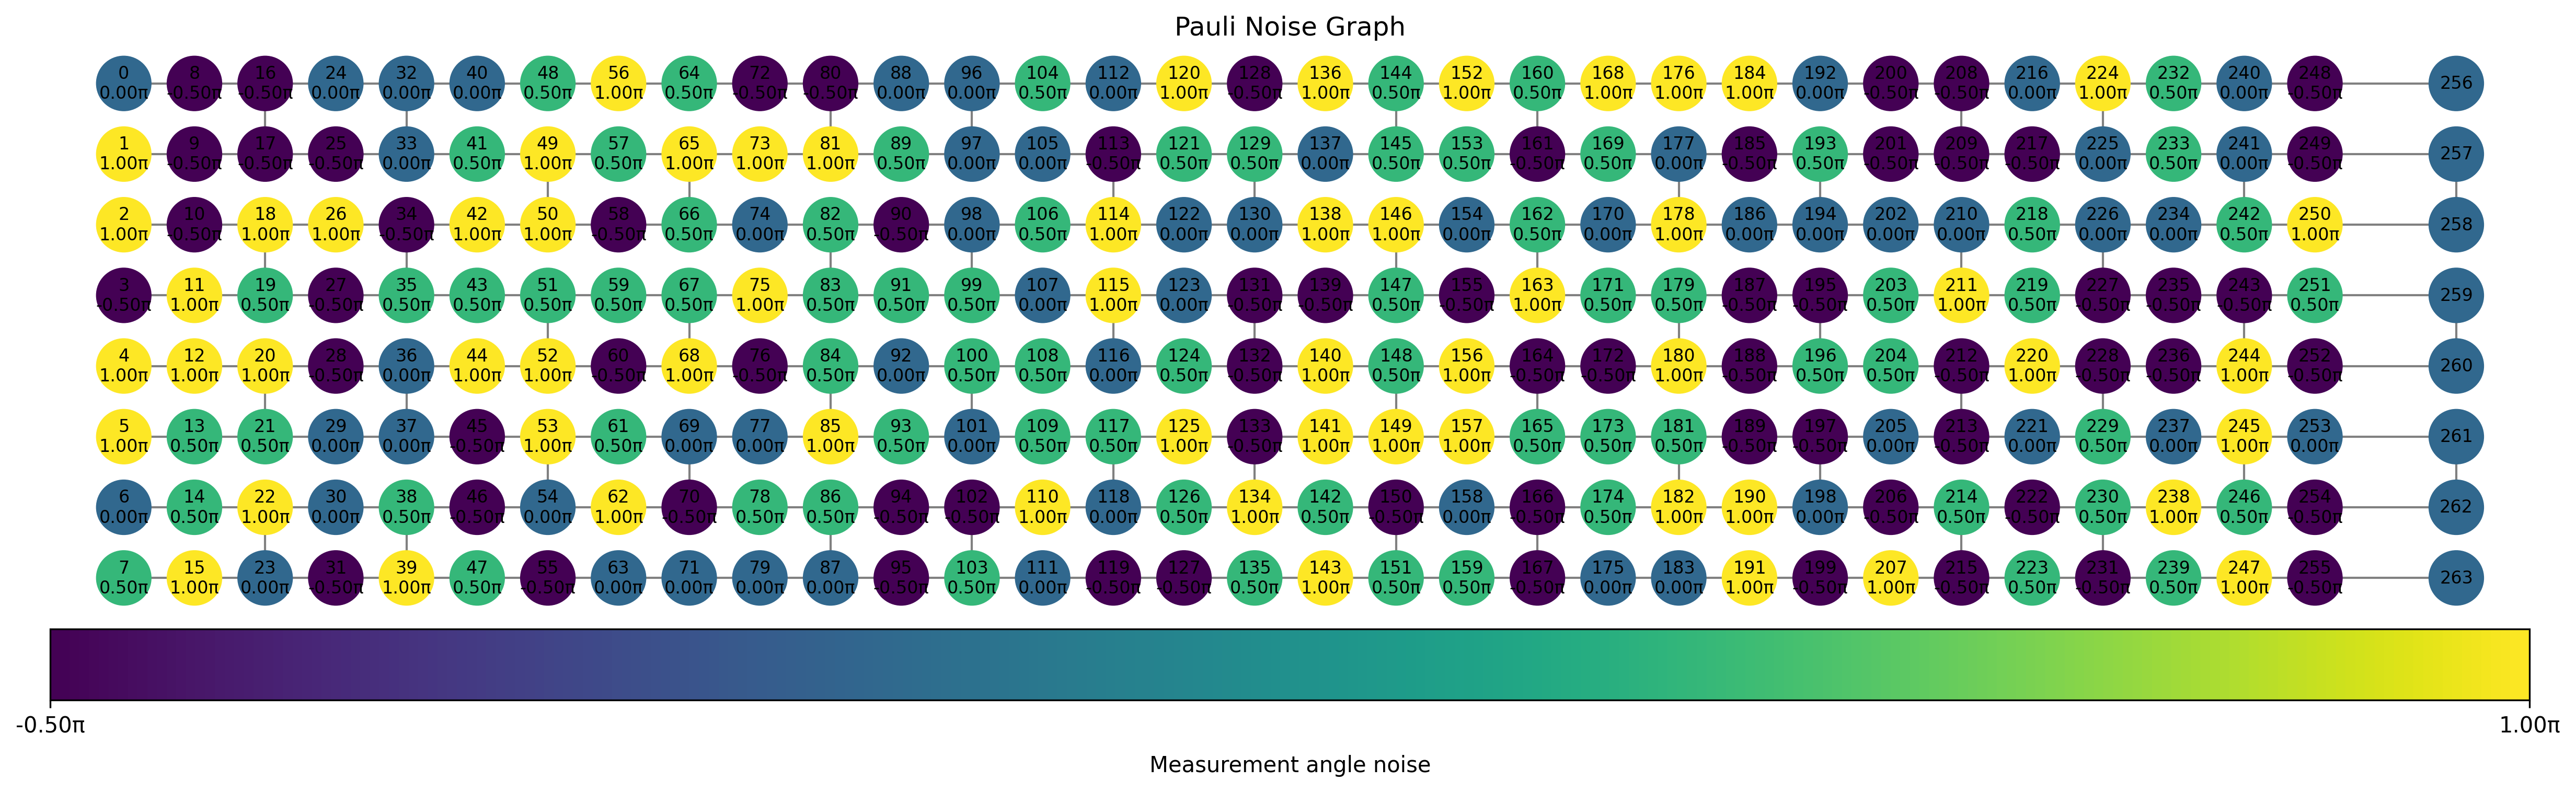 Pauli Noise Graph
0 8 16 24 32 40 48 56 64 72 80 88 96 104 112 120 128 136 144 152 160 168 176 184 192 200 208 216 224 232 240 248 256
0.00π -0.50π -0.50π 0.00π 0.00π 0.00π 0.50π 1.00π 0.50π -0.50π -0.50π 0.00π 0.00π 0.50π 0.00π 1.00π -0.50π 1.00π 0.50π 1.00π 0.50π 1.00π 1.00π 1.00π 0.00π -0.50π -0.50π 0.00π 1.00π 0.50π 0.00π -0.50π
1 9 17 25 33 41 49 57 65 73 81 89 97 105 113 121 129 137 145 153 161 169 177 185 193 201 209 217 225 233 241 249 257
1.00π -0.50π -0.50π -0.50π 0.00π 0.50π 1.00π 0.50π 1.00π 1.00π 1.00π 0.50π 0.00π 0.00π -0.50π 0.50π 0.50π 0.00π 0.50π 0.50π -0.50π 0.50π 0.00π -0.50π 0.50π -0.50π -0.50π -0.50π 0.00π 0.50π 0.00π -0.50π
2 10 18 26 34 42 50 58 66 74 82 90 98 106 114 122 130 138 146 154 162 170 178 186 194 202 210 218 226 234 242 250 258
1.00π -0.50π 1.00π 1.00π -0.50π 1.00π 1.00π -0.50π 0.50π 0.00π 0.50π -0.50π 0.00π 0.50π 1.00π 0.00π 0.00π 1.00π 1.00π 0.00π 0.50π 0.00π 1.00π 0.00π 0.00π 0.00π 0.00π 0.50π 0.00π 0.00π 0.50π 1.00π
3 11 19 27 35 43 51 59 67 75 83 91 99 107 115 123 131 139 147 155 163 171 179 187 195 203 211 219 227 235 243 251 259
-0.50π 1.00π 0.50π -0.50π 0.50π 0.50π 0.50π 0.50π 0.50π 1.00π 0.50π 0.50π 0.50π 0.00π 1.00π 0.00π -0.50π -0.50π 0.50π -0.50π 1.00π 0.50π 0.50π -0.50π -0.50π 0.50π 1.00π 0.50π -0.50π -0.50π -0.50π 0.50π
4 12 20 28 36 44 52 60 68 76 84 92 100 108 116 124 132 140 148 156 164 172 180 188 196 204 212 220 228 236 244 252 260
1.00π 1.00π 1.00π -0.50π 0.00π 1.00π 1.00π -0.50π 1.00π -0.50π 0.50π 0.00π 0.50π 0.50π 0.00π 0.50π -0.50π 1.00π 0.50π 1.00π -0.50π -0.50π 1.00π -0.50π 0.50π 0.50π -0.50π 1.00π -0.50π -0.50π 1.00π -0.50π
5 13 21 29 37 45 53 61 69 77 85 93 101 109 117 125 133 141 149 157 165 173 181 189 197 205 213 221 229 237 245 253 261
1.00π 0.50π 0.50π 0.00π 0.00π -0.50π 1.00π 0.50π 0.00π 0.00π 1.00π 0.50π 0.00π 0.50π 0.50π 1.00π -0.50π 1.00π 1.00π 1.00π 0.50π 0.50π 0.50π -0.50π -0.50π 0.00π -0.50π 0.00π 0.50π 0.00π 1.00π 0.00π
6 14 22 30 38 46 54 62 70 78 86 94 102 110 118 126 134 142 150 158 166 174 182 190 198 206 214 222 230 238 246 254 262
0.00π 0.50π 1.00π 0.00π 0.50π -0.50π 0.00π 1.00π -0.50π 0.50π 0.50π -0.50π -0.50π 1.00π 0.00π 0.50π 1.00π 0.50π -0.50π 0.00π -0.50π 0.50π 1.00π 1.00π 0.00π -0.50π 0.50π -0.50π 0.50π 1.00π 0.50π -0.50π
7 15 23 31 39 47 55 63 71 79 87 95 103 111 119 127 135 143 151 159 167 175 183 191 199 207 215 223 231 239 247 255 263
0.50π 1.00π 0.00π -0.50π 1.00π 0.50π -0.50π 0.00π 0.00π 0.00π 0.00π -0.50π 0.50π 0.00π -0.50π -0.50π 0.50π 1.00π 0.50π 0.50π -0.50π 0.00π 0.00π 1.00π -0.50π 1.00π -0.50π 0.50π -0.50π 0.50π 1.00π -0.50π
-0.50π 1.00π
Measurement angle noise